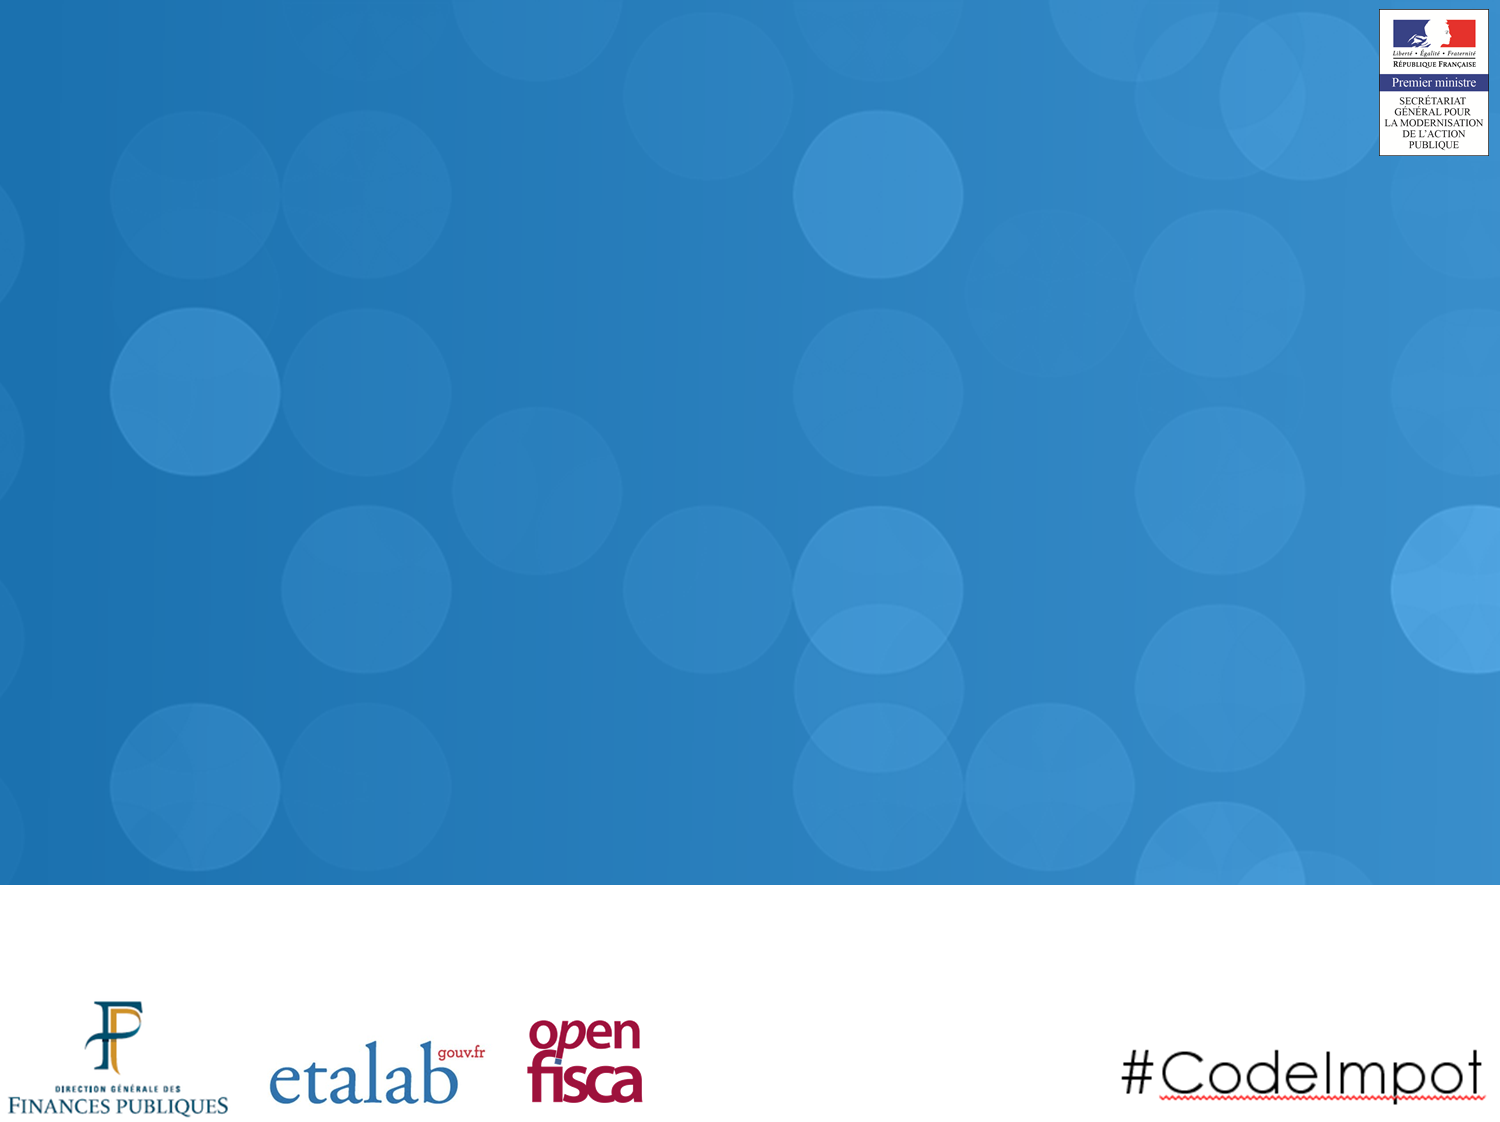 Liberté • Égalité • Fraternité
RÉPUBLIQUE FRANÇAISE
Premier ministre
SECRÉTARIAT
GÉNÉRAL POUR
LA MODERNISATION
DE L'ACTION
PUBLIQUE
DIRECTION GÉNÉRALE DES
FINANCES PUBLIQUES
etalab gouv.fr
open
fisca
#CodeImpot